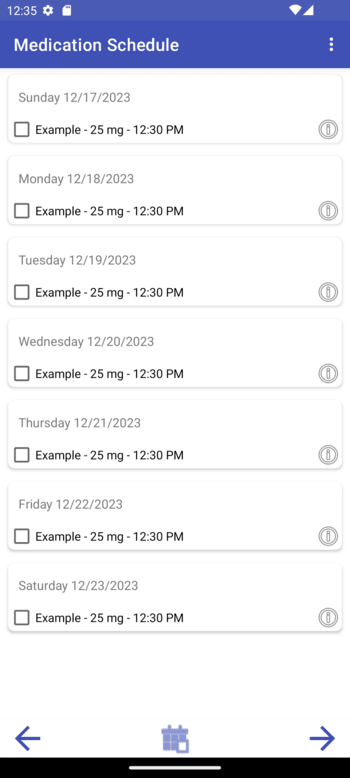 12:35
Medication Schedule
Sunday 12/17/2023
Example - 25 mg - 12:30 PM
Monday 12/18/2023
Example - 25 mg - 12:30 PM
Tuesday 12/19/2023
Example - 25 mg - 12:30 PM
Wednesday 12/20/2023
Example - 25 mg - 12:30 PM
Thursday 12/21/2023
Example - 25 mg - 12:30 PM
Friday 12/22/2023
Example - 25 mg - 12:30 PM
Saturday 12/23/2023
Example - 25 mg - 12:30 PM